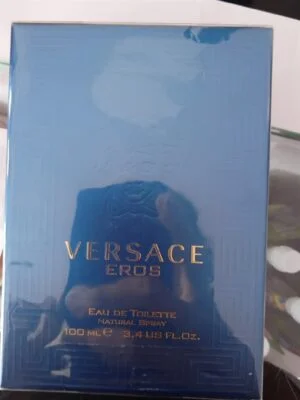 VERSACE
EROS
EAU DE TOILETTE
NATURAL SPRAY
100 ML e 3.4 US FL.OZ.